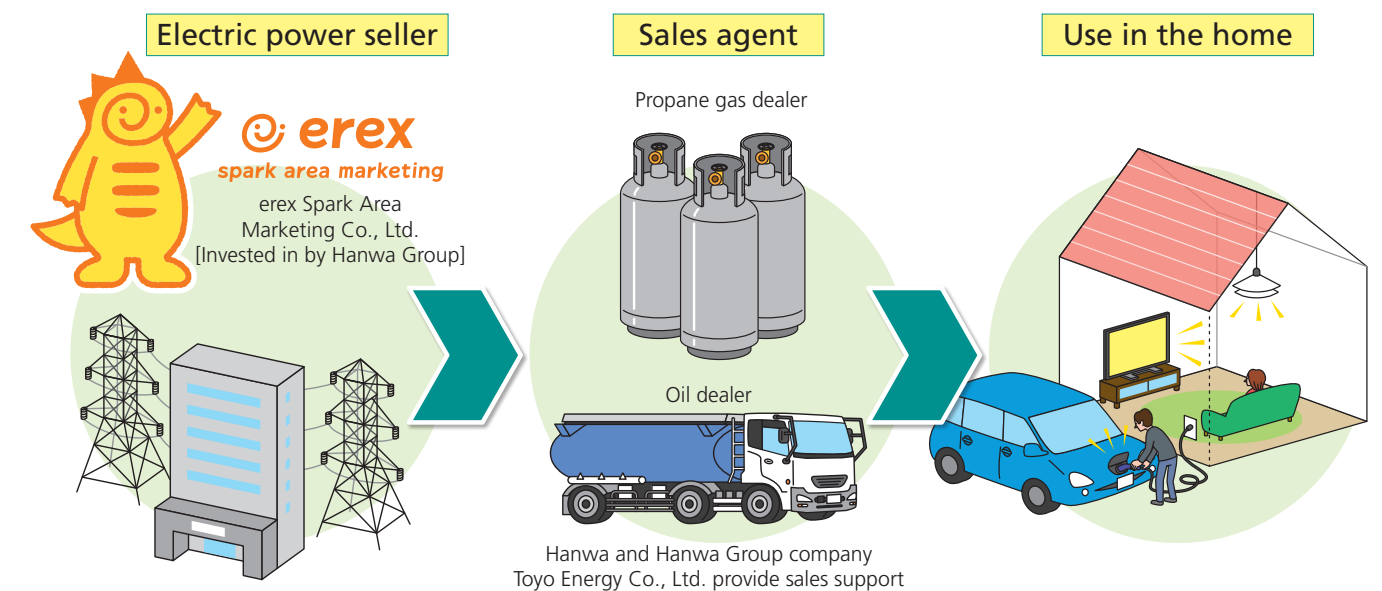 Electric power seller
erex
spark area marketing
erex Spark Area
Marketing Co., Ltd.
[Invested in by Hanwa Group]
Sales agent
Propane gas dealer
Oil dealer
Hanwa and Hanwa Group company
Toyo Energy Co., Ltd. provide sales support
Use in the home